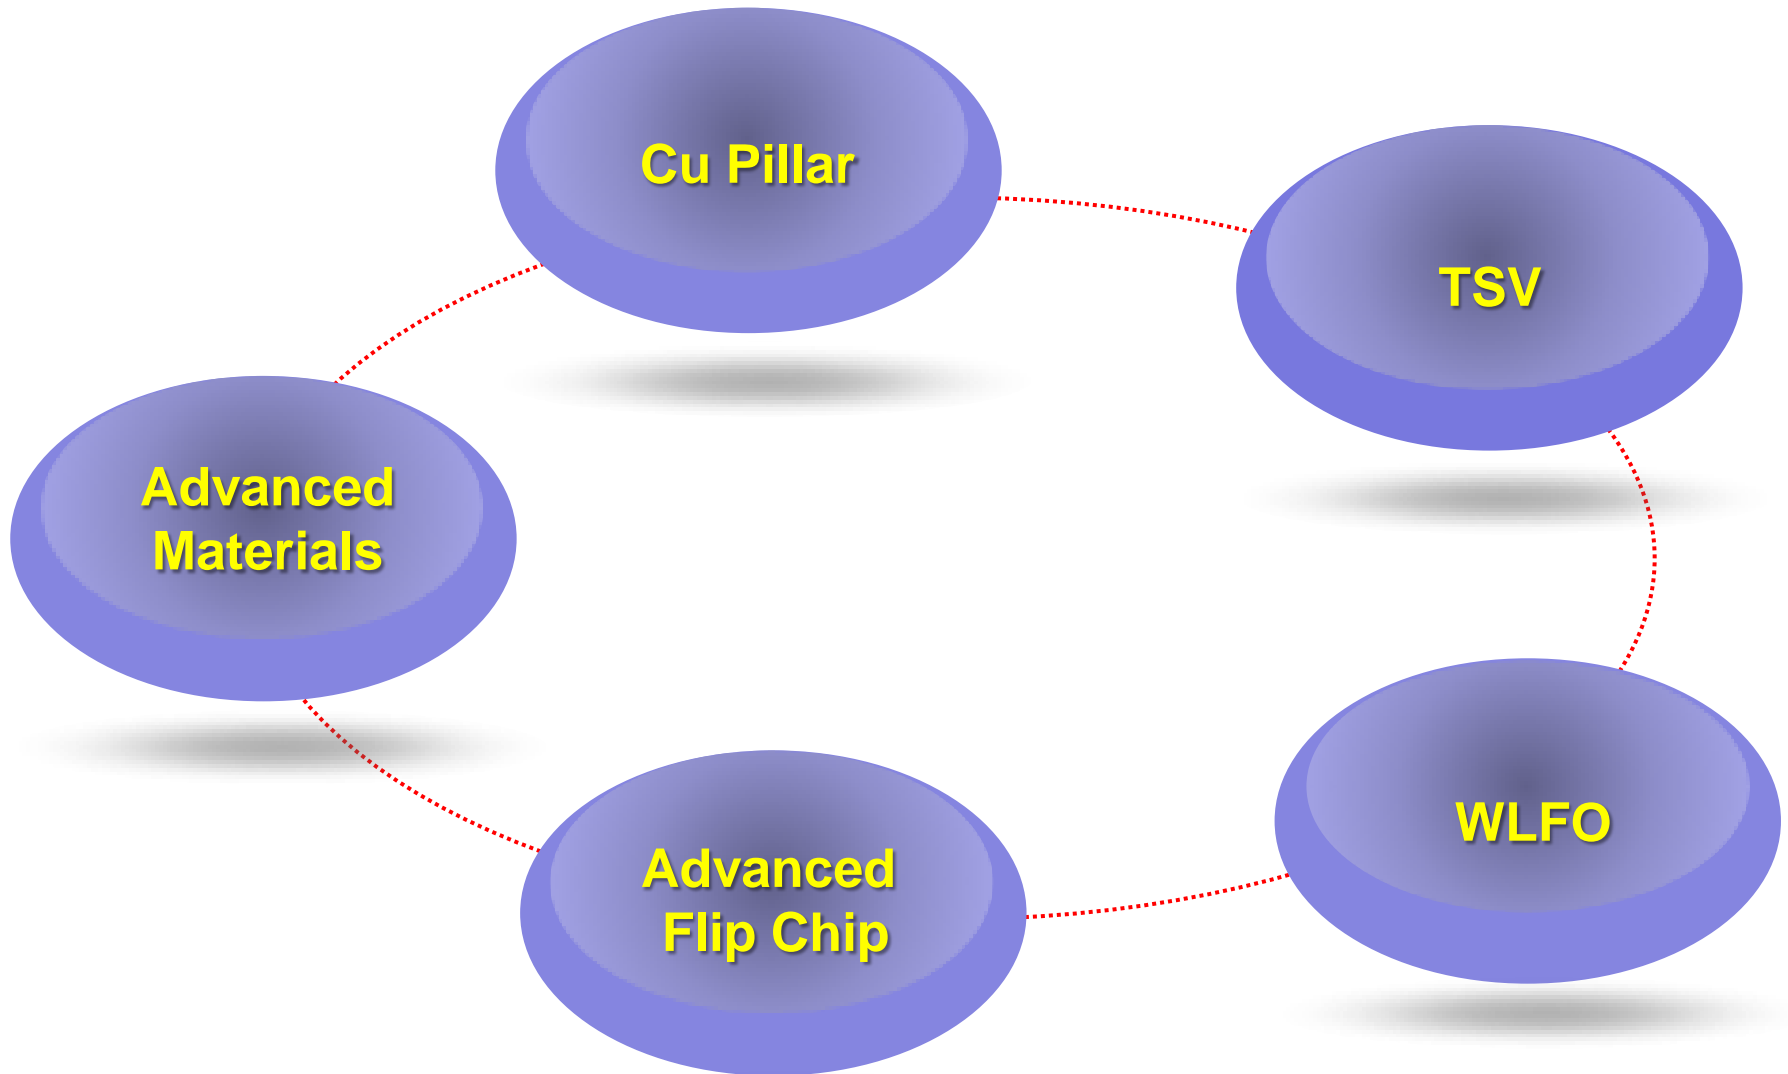 Cu Pillar
TSV
Advanced
Materials
WLFO
Advanced
Flip Chip